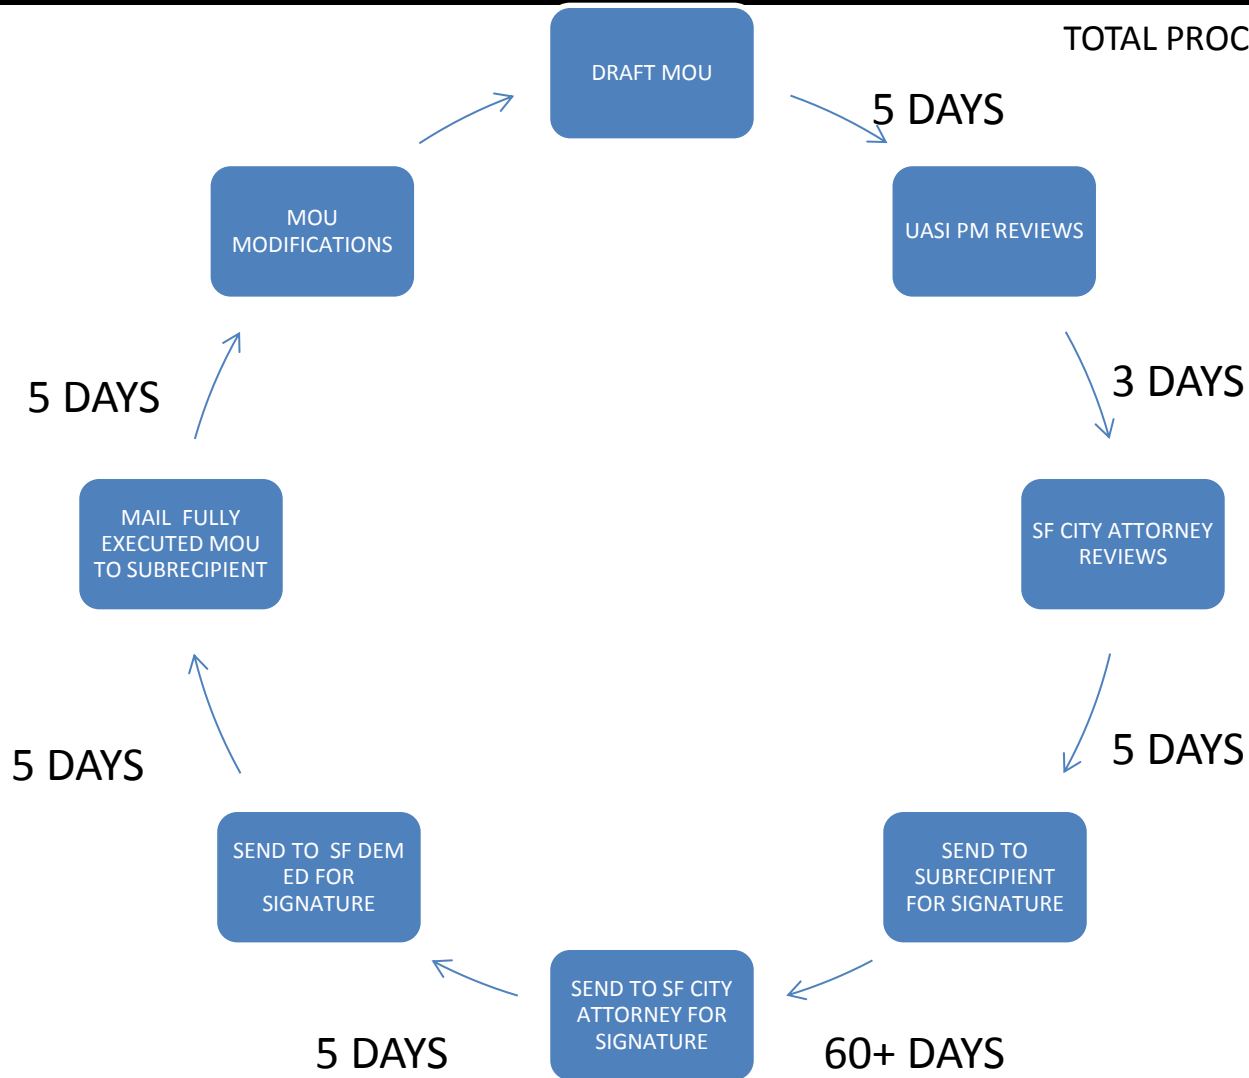 TOTAL PROC
DRAFT MOU
5 DAYS
UASI PM REVIEWS
3 DAYS
SF CITY ATTORNEY
REVIEWS
5 DAYS
SEND TO
SUBRECIPIENT
FOR SIGNATURE
60+ DAYS
SEND TO SF CITY
ATTORNEY FOR
SIGNATURE
5 DAYS
SEND TO SF DEM
ED FOR
SIGNATURE
5 DAYS
MAIL FULLY
EXECUTED MOU
TO SUBRECIPIENT
5 DAYS
MOU
MODIFICATIONS